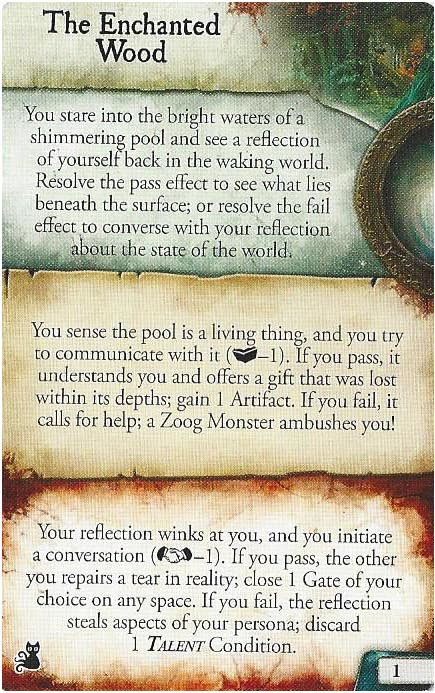 The Enchanted
Wood
You stare into the bright waters of a
shimmering pool and see a reflection
of yourself back in the waking world.
Resolve the pass effect to see what lies
beneath the surface; or resolve the fail
effect to converse with your reflection
about the state of the world.
You sense the pool is a living thing, and you try
to communicate with it (–1). If you pass, it
understands you and offers a gift that was lost
within its depths; gain 1 Artifact. If you fail, it
calls for help; a Zoog Monster ambushes you!
Your reflection winks at you, and you initiate
a conversation (–1). If you pass, the other
you repairs a tear in reality; close 1 Gate of your
choice on any space. If you fail, the reflection
steals aspects of your persona; discard
1 TALENT Condition.
1